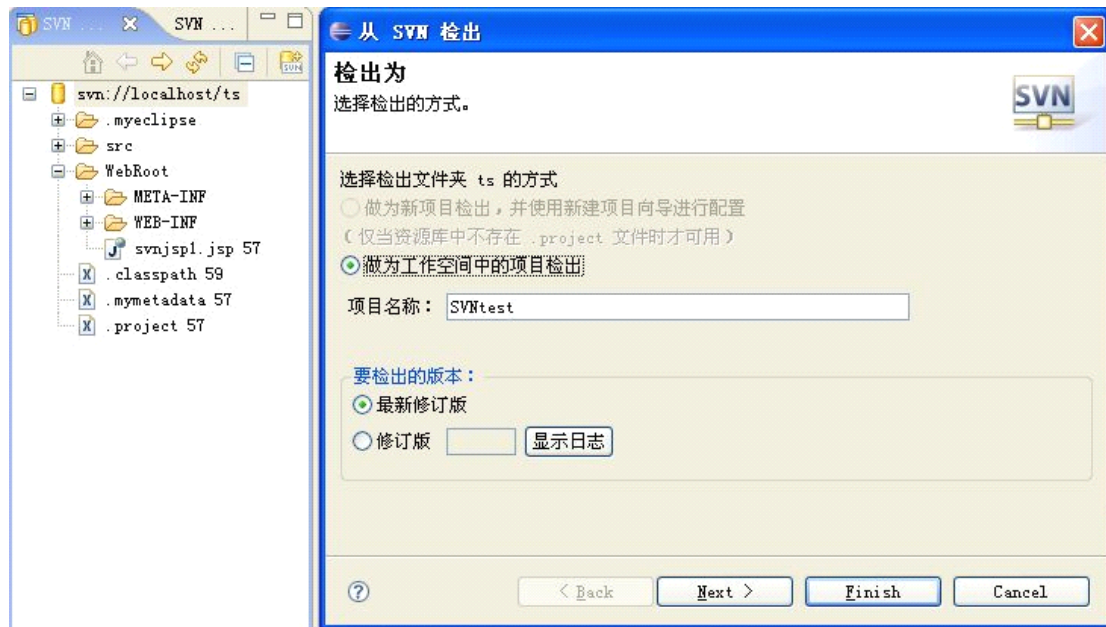 SVN ...
SVN ...
svn://localhost/ts
.myeclipse
src
WebRoot
META-INF
WEB-INF
svnjsp1.jsp 57
.classpath 59
.mymetadata 57
.project 57
从 SVN 检出
检出为
选择检出的方式。
SVN
选择检出文件夹 ts 的方式
做为新项目检出，并使用新建项目向导进行配置
（仅当资源库中不存在 .project 文件时才可用）
做为工作空间中的项目检出
项目名称： SVNtest
要检出的版本：
最新修订版
修订版 显示日志
< Back Next > Finish Cancel